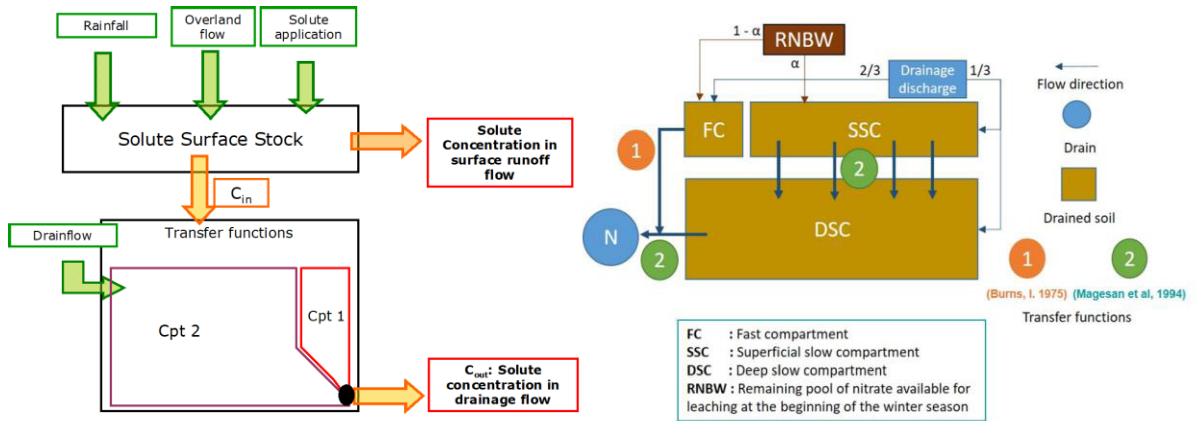 Rainfall
Overland
flow
Solute
application
Solute Surface Stock
Solute
Concentration in
surface runoff
flow
C_in
Transfer functions
Drainflow
Cpt 2
Cpt 1
C_out: Solute
concentration in
drainage flow
1 - α
RNBW
α
2/3
Drainage
discharge
1/3
Flow direction
FC
SSC
1
2
Drain
DSC
N
2
Drained soil
1
2
(Burns, I. 1975) (Magesan et al, 1994)
Transfer functions
FC : Fast compartment
SSC : Superficial slow compartment
DSC : Deep slow compartment
RNBW : Remaining pool of nitrate available for
leaching at the beginning of the winter season